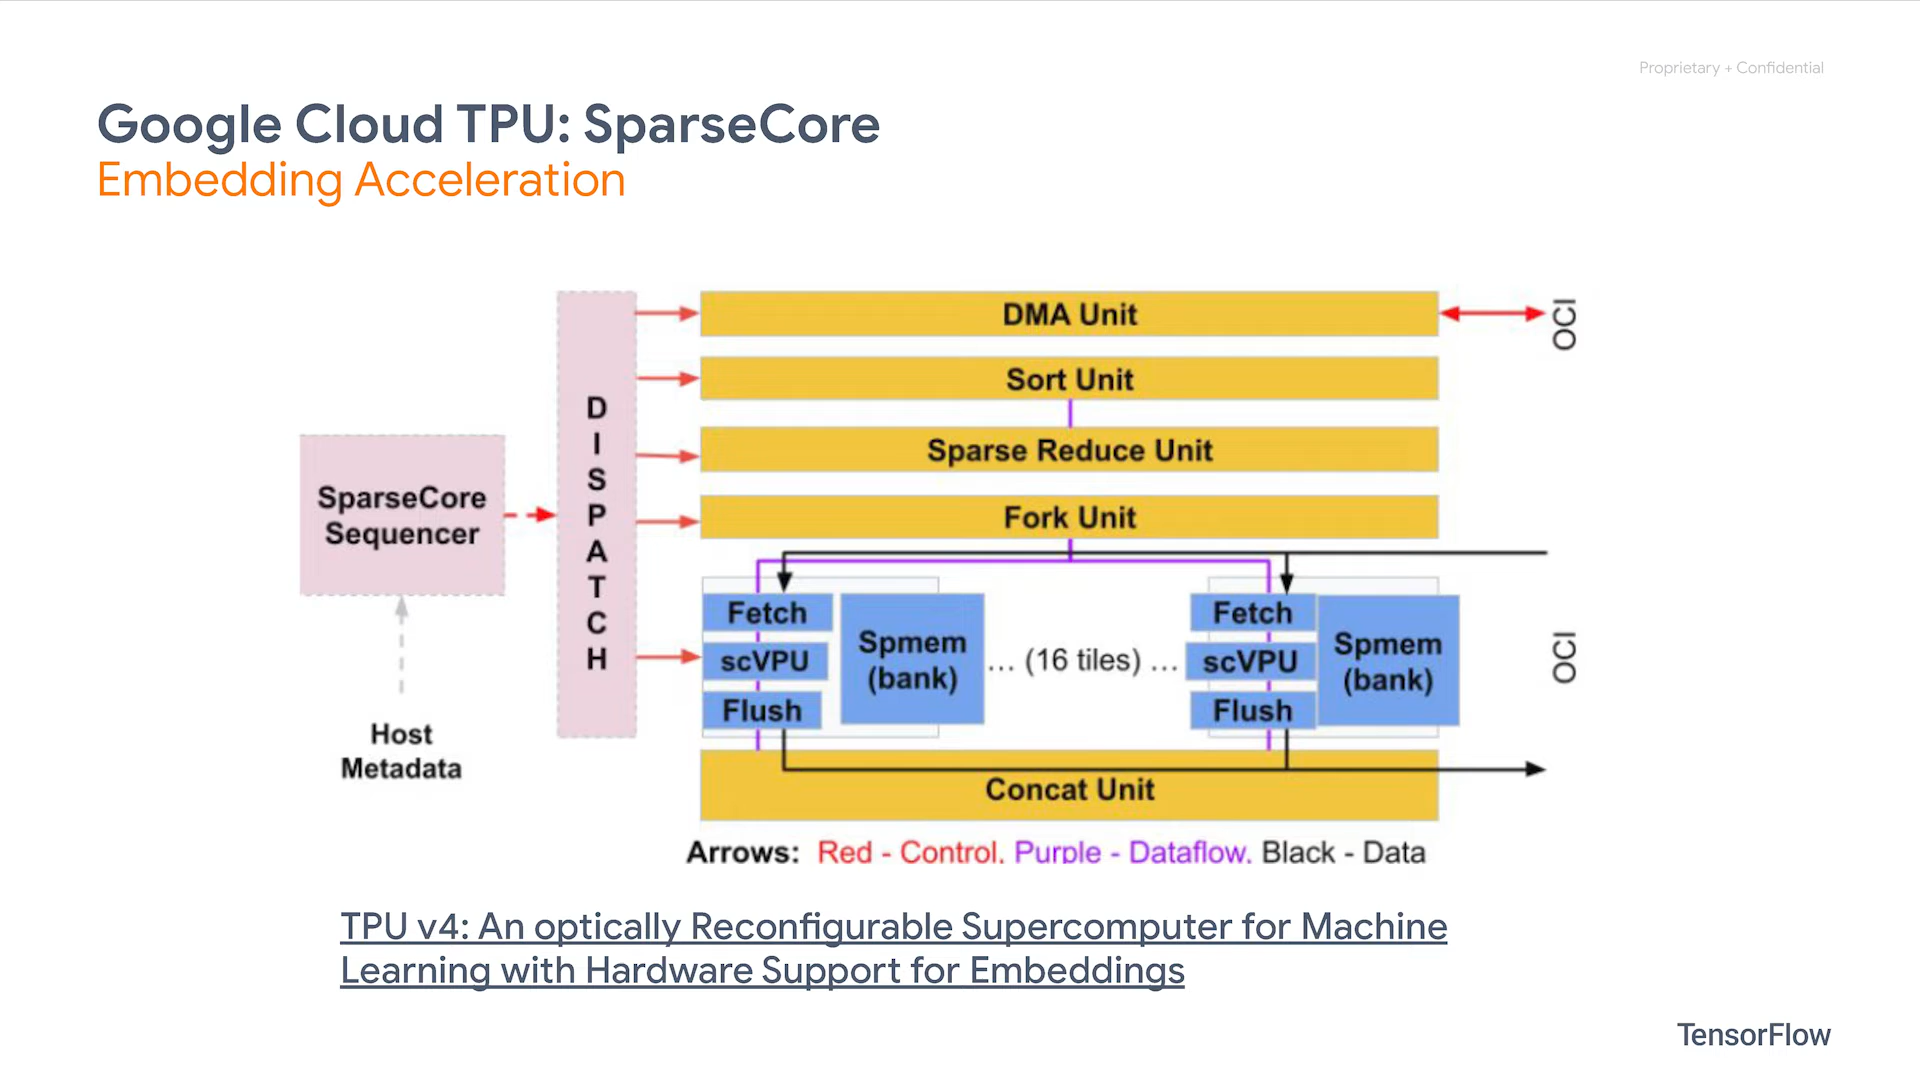 Proprietary + Confidential
Google Cloud TPU: SparseCore
Embedding Acceleration
DMA Unit
OCI
Sort Unit
Sparse Reduce Unit
Fork Unit
DISPATCH
SparseCore
Sequencer
Host
Metadata
Fetch
scVPU
Flush
Spmem
(bank)
... (16 tiles) ...
Fetch
scVPU
Flush
Spmem
(bank)
OCI
Concat Unit
Arrows: Red - Control. Purple - Dataflow. Black - Data
TPU v4: An optically Reconfigurable Supercomputer for Machine
Learning with Hardware Support for Embeddings
TensorFlow